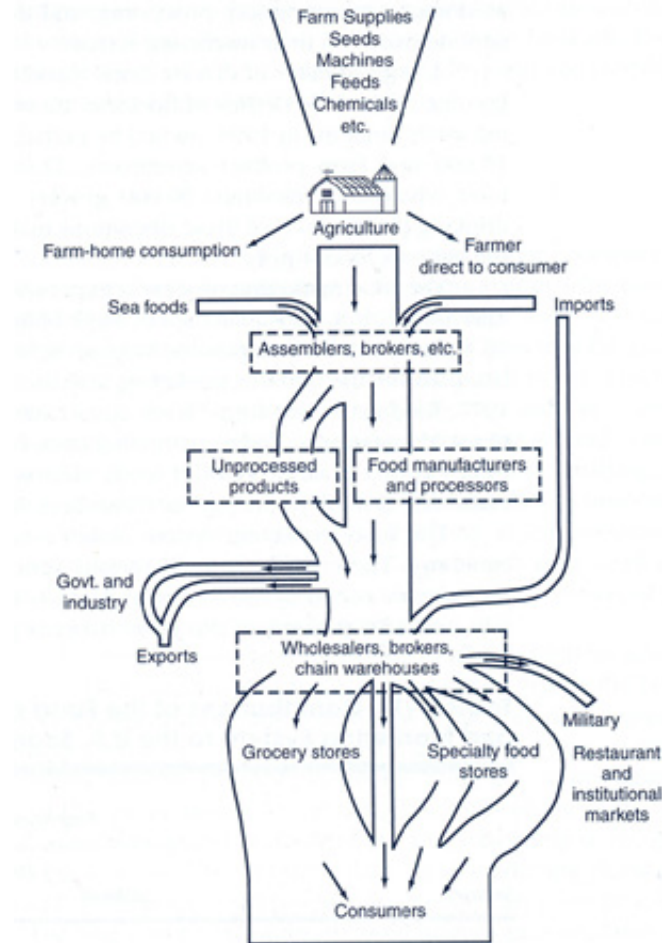 Farm Supplies
Seeds
Machines
Feeds
Chemicals
etc.
Agriculture
Farm-home consumption
Farmer
direct to consumer
Sea foods
Imports
Assemblers, brokers, etc.
Unprocessed
products
Food manufacturers
and processors
Govt. and
industry
Exports
Wholesalers, brokers,
chain warehouses
Military
Grocery stores
Specialty food
stores
Restaurant
and
institutional
markets
Consumers